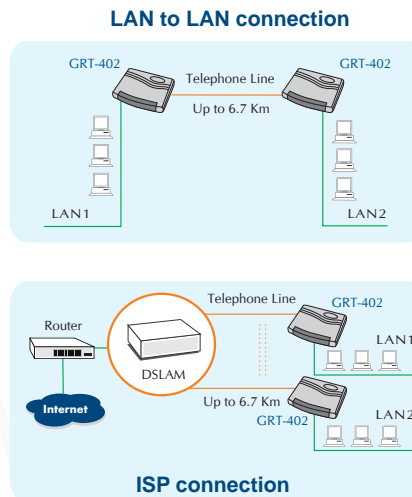 LAN to LAN connection
GRT-402
GRT-402
Telephone Line
Up to 6.7 Km
LAN1
LAN2
Telephone Line
GRT-402
Router
LAN1
DSLAM
Internet
Up to 6.7 Km
GRT-402
LAN2
ISP connection